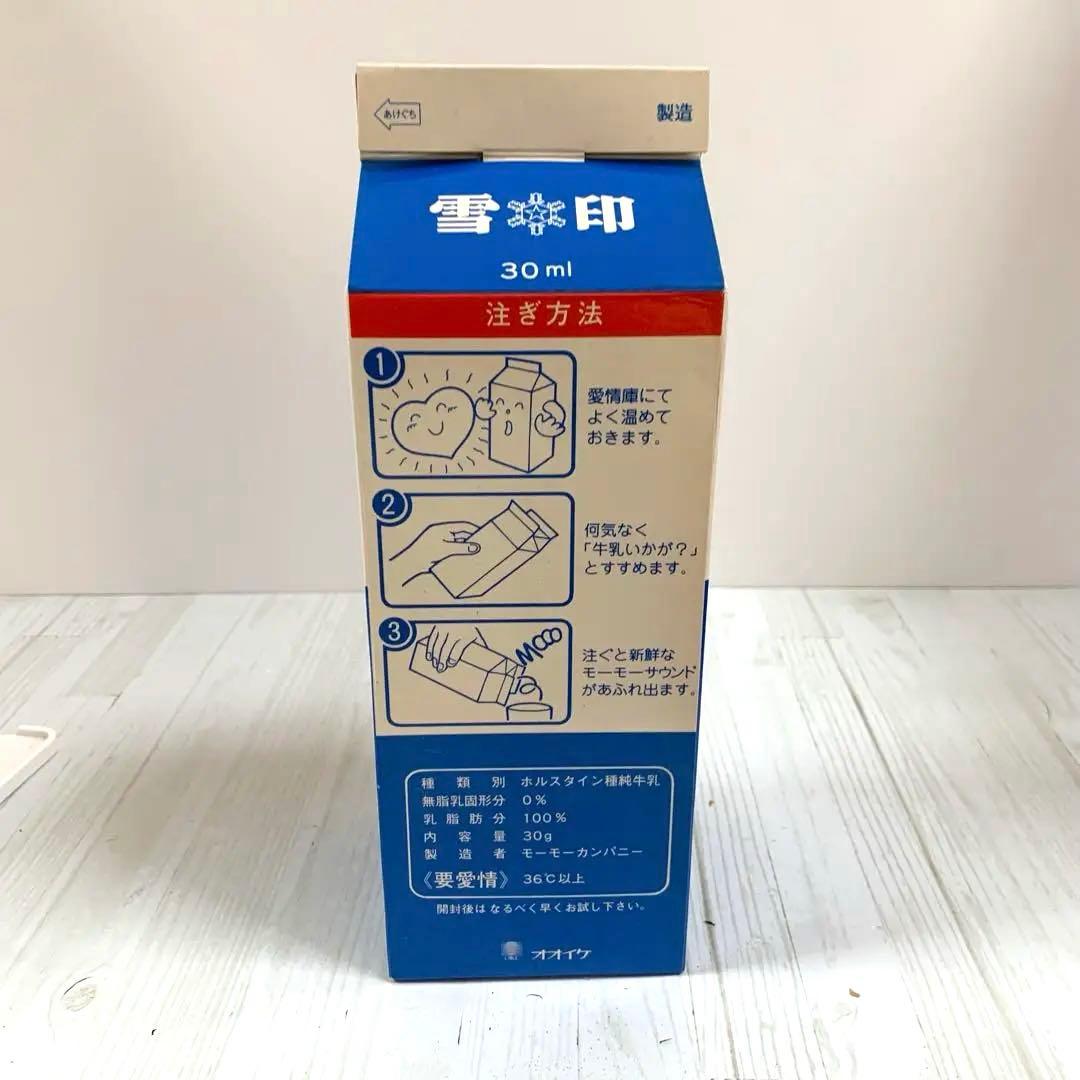 あけぐち
製造
雪印
30ml
注ぎ方法
1
愛情庫にて
よく温めて
おきます。
2
何気なく
「牛乳いかが?」
とすすめます。
3
MOOO
注ぐと新鮮な
モーモーサウンド
があふれ出ます。
種類別 ホルスタイン種純牛乳
無脂乳固形分 0%
乳脂肪分 100%
内容量 30g
製造者 モーモーカンパニー
《要愛情》 36℃以上
開封後はなるべく早くお試し下さい。
オオイケ